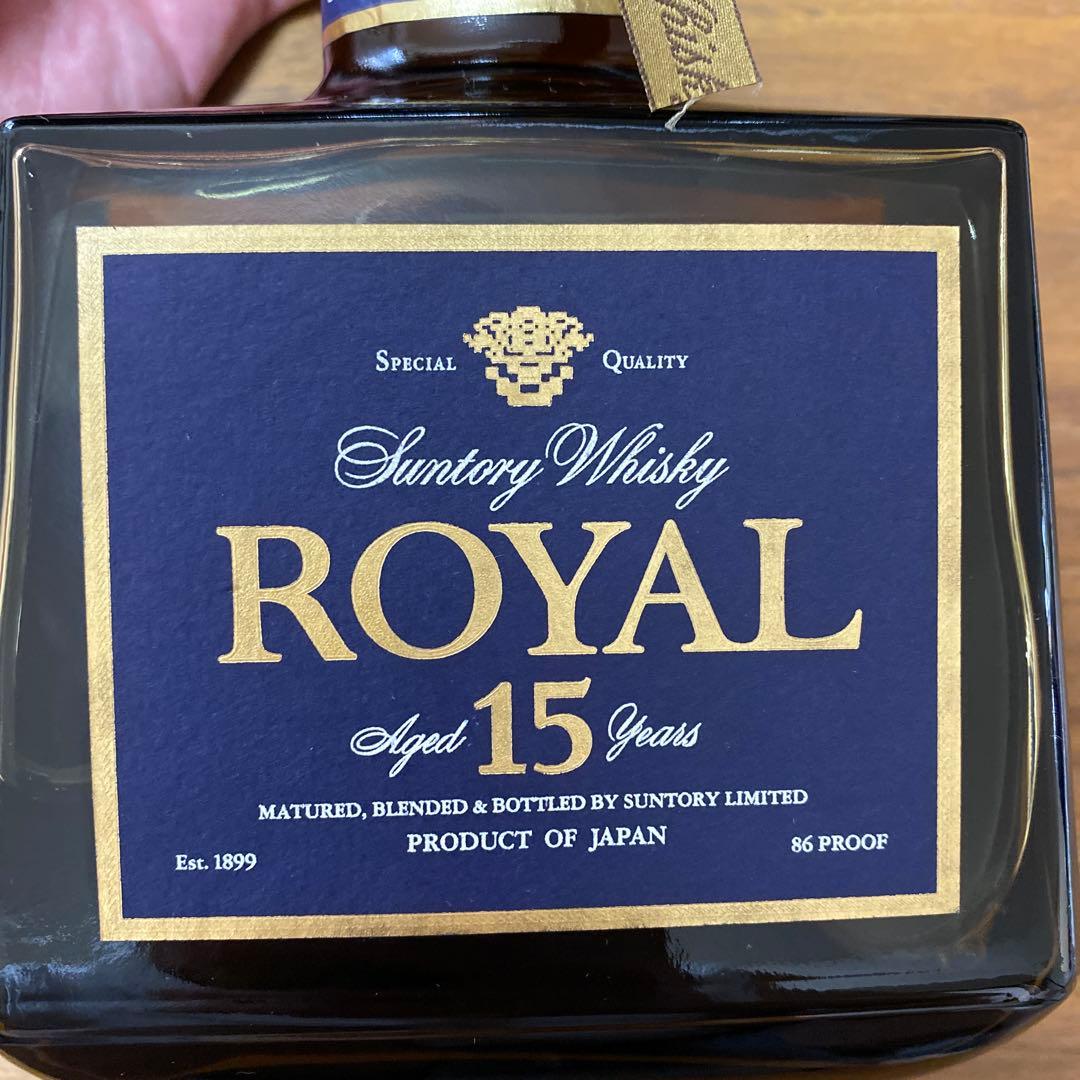 SPECIAL QUALITY
Suntory Whisky
ROYAL
Aged 15 Years
MATURED, BLENDED & BOTTLED BY SUNTORY LIMITED
PRODUCT OF JAPAN
Est. 1899
86 PROOF